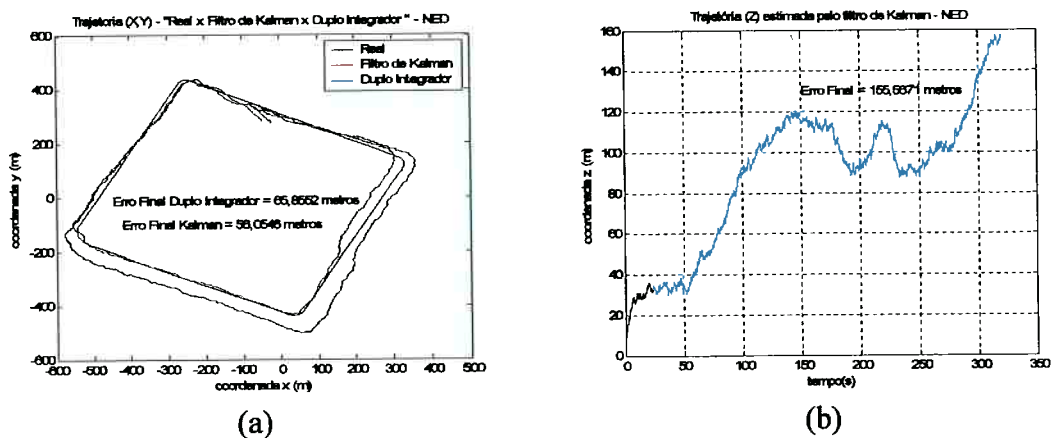 Trajetoria (XY) - "Real x Filtro de Kalman x Duplo Integrador" - NED
600
400
200
0
-200
-400
-600
coordenada y (m)
Real
Filtro de Kalman
Duplo Integrador
Erro Final Duplo Integrador = 65,8552 metros
Erro Final Kalman = 56,0546 metros
-600 -500 -400 -300 -200 -100 0 100 200 300 400 500
coordenada x (m)
(a)
Trajetória (Z) estimada pelo filtro de Kalman - NED
160
140
120
100
80
60
40
20
0
coordenada z (m)
Erro Final = 155,5671 metros
0 50 100 150 200 250 300 350
tempo(s)
(b)